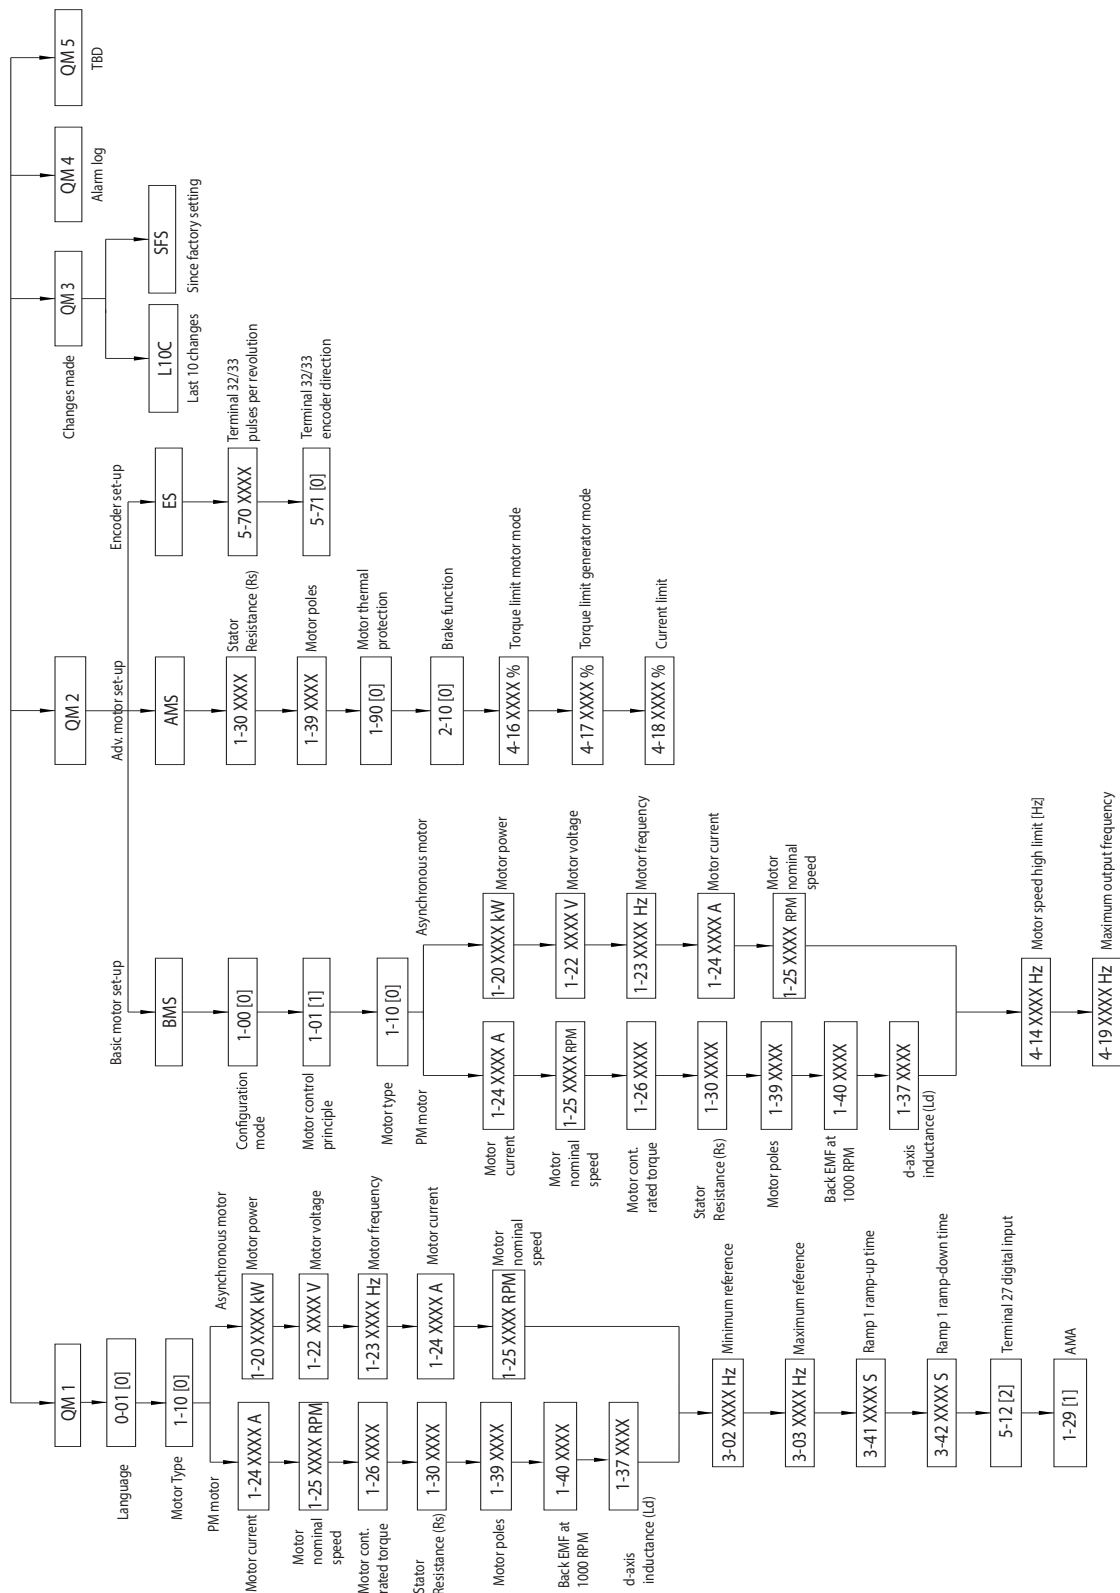 QM 1
0-01 [0]
Language
1-10 [0]
Motor Type
PM motor
1-24 XXXX A
Motor current
1-25 XXXX RPM
Motor
nominal
speed
1-26 XXXX
Motor cont.
rated torque
1-30 XXXX
Stator
Resistance (Rs)
1-39 XXXX
Motor poles
1-40 XXXX
Back EMF at
1000 RPM
1-37 XXXX
d-axis
inductance (Ld)
Asynchronous motor
1-20 XXXX kW
Motor power
1-22 XXXX V
Motor voltage
1-23 XXXX Hz
Motor frequency
1-24 XXXX A
Motor current
1-25 XXXX RPM
Motor
nominal
speed
3-02 XXXX Hz
Minimum reference
3-03 XXXX Hz
Maximum reference
3-41 XXXX S
Ramp 1 ramp-up time
3-42 XXXX S
Ramp 1 ramp-down time
5-12 [2]
Terminal 27 digital input
1-29 [1]
AMA
QM 2
Basic motor set-up
BMS
1-00 [0]
Configuration
mode
1-01 [1]
Motor control
principle
1-10 [0]
Motor type
PM motor
1-24 XXXX A
Motor
current
1-25 XXXX RPM
Motor
nominal
speed
1-26 XXXX
Motor cont.
rated torque
1-30 XXXX
Stator
Resistance (Rs)
1-39 XXXX
Motor poles
1-40 XXXX
Back EMF at
1000 RPM
1-37 XXXX
d-axis
inductance (Ld)
Asynchronous motor
1-20 XXXX kW
Motor power
1-22 XXXX V
Motor voltage
1-23 XXXX Hz
Motor frequency
1-24 XXXX A
Motor current
1-25 XXXX RPM
Motor
nominal
speed
4-14 XXXX Hz
Motor speed high limit [Hz]
4-19 XXXX Hz
Maximum output frequency
Adv. motor set-up
AMS
1-30 XXXX
Stator
Resistance (Rs)
1-39 XXXX
Motor poles
1-90 [0]
Motor thermal
protection
2-10 [0]
Brake function
4-16 XXXX %
Torque limit motor mode
4-17 XXXX %
Torque limit generator mode
4-18 XXXX %
Current limit
Encoder set-up
ES
5-70 XXXX
Terminal 32/33
pulses per revolution
5-71 [0]
Terminal 32/33
encoder direction
QM 3
Changes made
L10C
Last 10 changes
SFS
Since factory setting
QM 4
Alarm log
QM 5
TBD